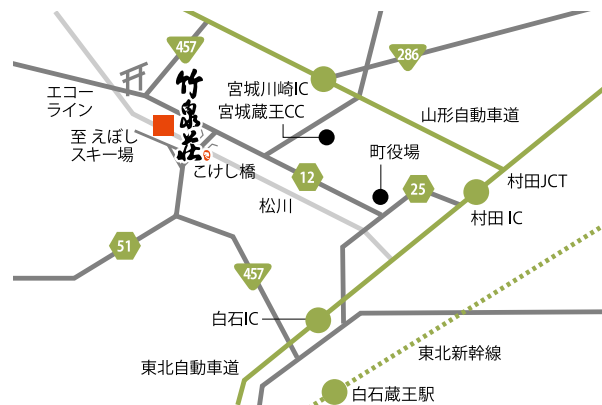 457
286
エコー
ライン
竹泉荘
宮城川崎IC
宮城蔵王CC
山形自動車道
至 えぼし
スキー場
こけし橋
町役場
12
25
村田JCT
松川
村田 IC
51
457
白石IC
東北自動車道
東北新幹線
白石蔵王駅